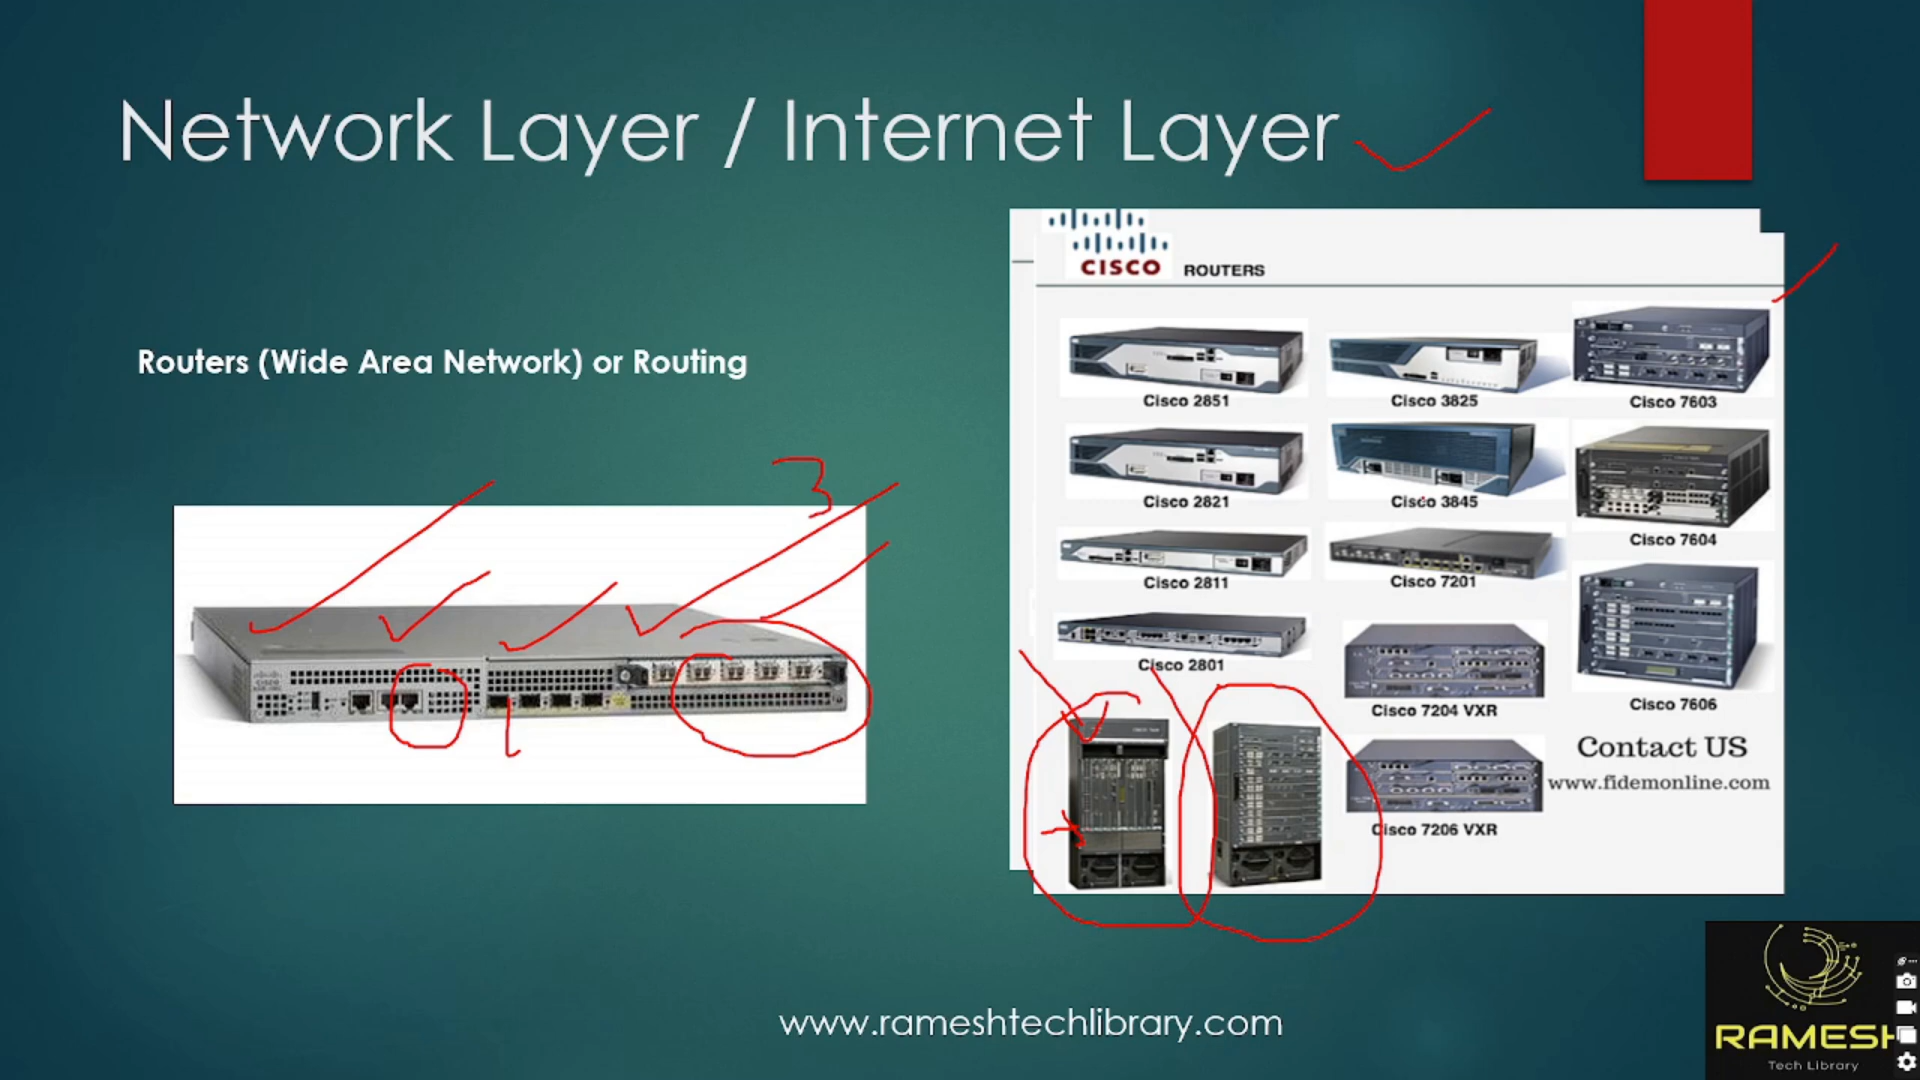 Network Layer / Internet Layer
CISCO ROUTERS
Routers (Wide Area Network) or Routing
3
CISCO
Cisco 2851
Cisco 3825
Cisco 7603
Cisco 2821
Cisco 3845
Cisco 7604
Cisco 2811
Cisco 7201
Cisco 2801
Cisco 7204 VXR
Cisco 7606
Contact US
www.fidemonline.com
Cisco 7206 VXR
www.rameshtechlibrary.com
RAMESH
Tech Library